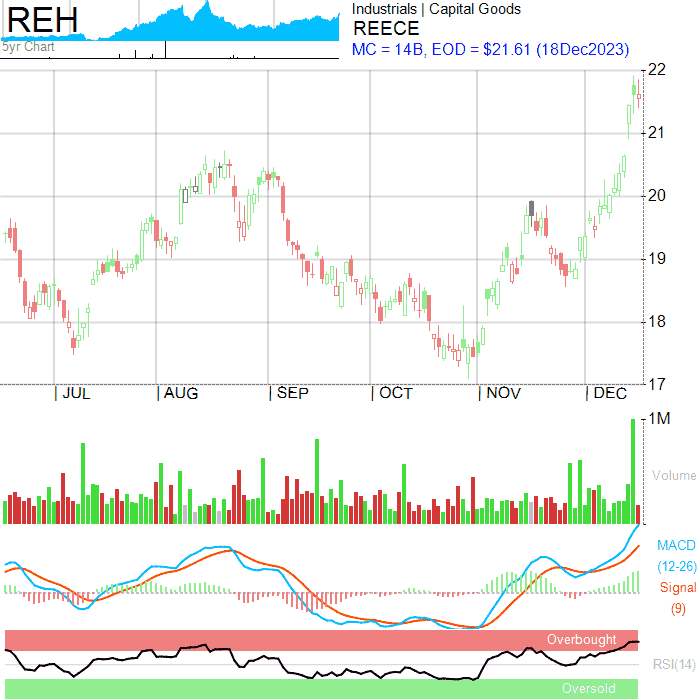 REH
5yr Chart
Industrials | Capital Goods
REECE
MC = 14B, EOD = $21.61 (18Dec2023)
22
21
20
19
18
17
| JUL | AUG | SEP | OCT | NOV | DEC
1M
Volume
MACD
(12-26)
Signal
(9)
Overbought
RSI(14)
Oversold